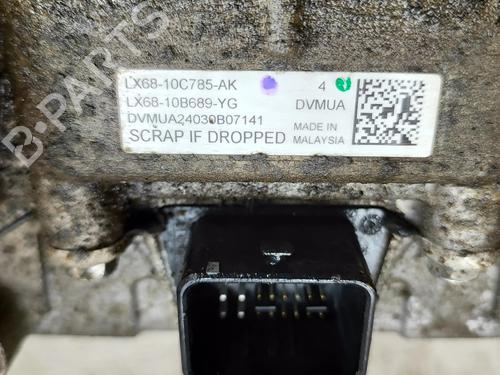 LX68-10C785-AK 4
LX68-10B689-YG DVMUA
DVMUA24030B07141
SCRAP IF DROPPED MADE IN
MALAYSIA
B-PARTS